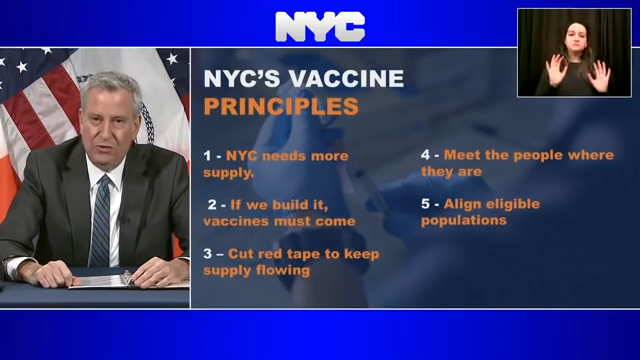 NYC
NYC'S VACCINE
PRINCIPLES
1 - NYC needs more
supply.
2 - If we build it,
vaccines must come
3 – Cut red tape to keep
supply flowing
4 - Meet the people where
they are
5 - Align eligible
populations